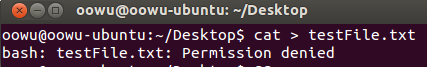 oowu@oowu-ubuntu: ~/Desktop
oowu@oowu-ubuntu:~/Desktop$ cat > testFile.txt
bash: testFile.txt: Permission denied